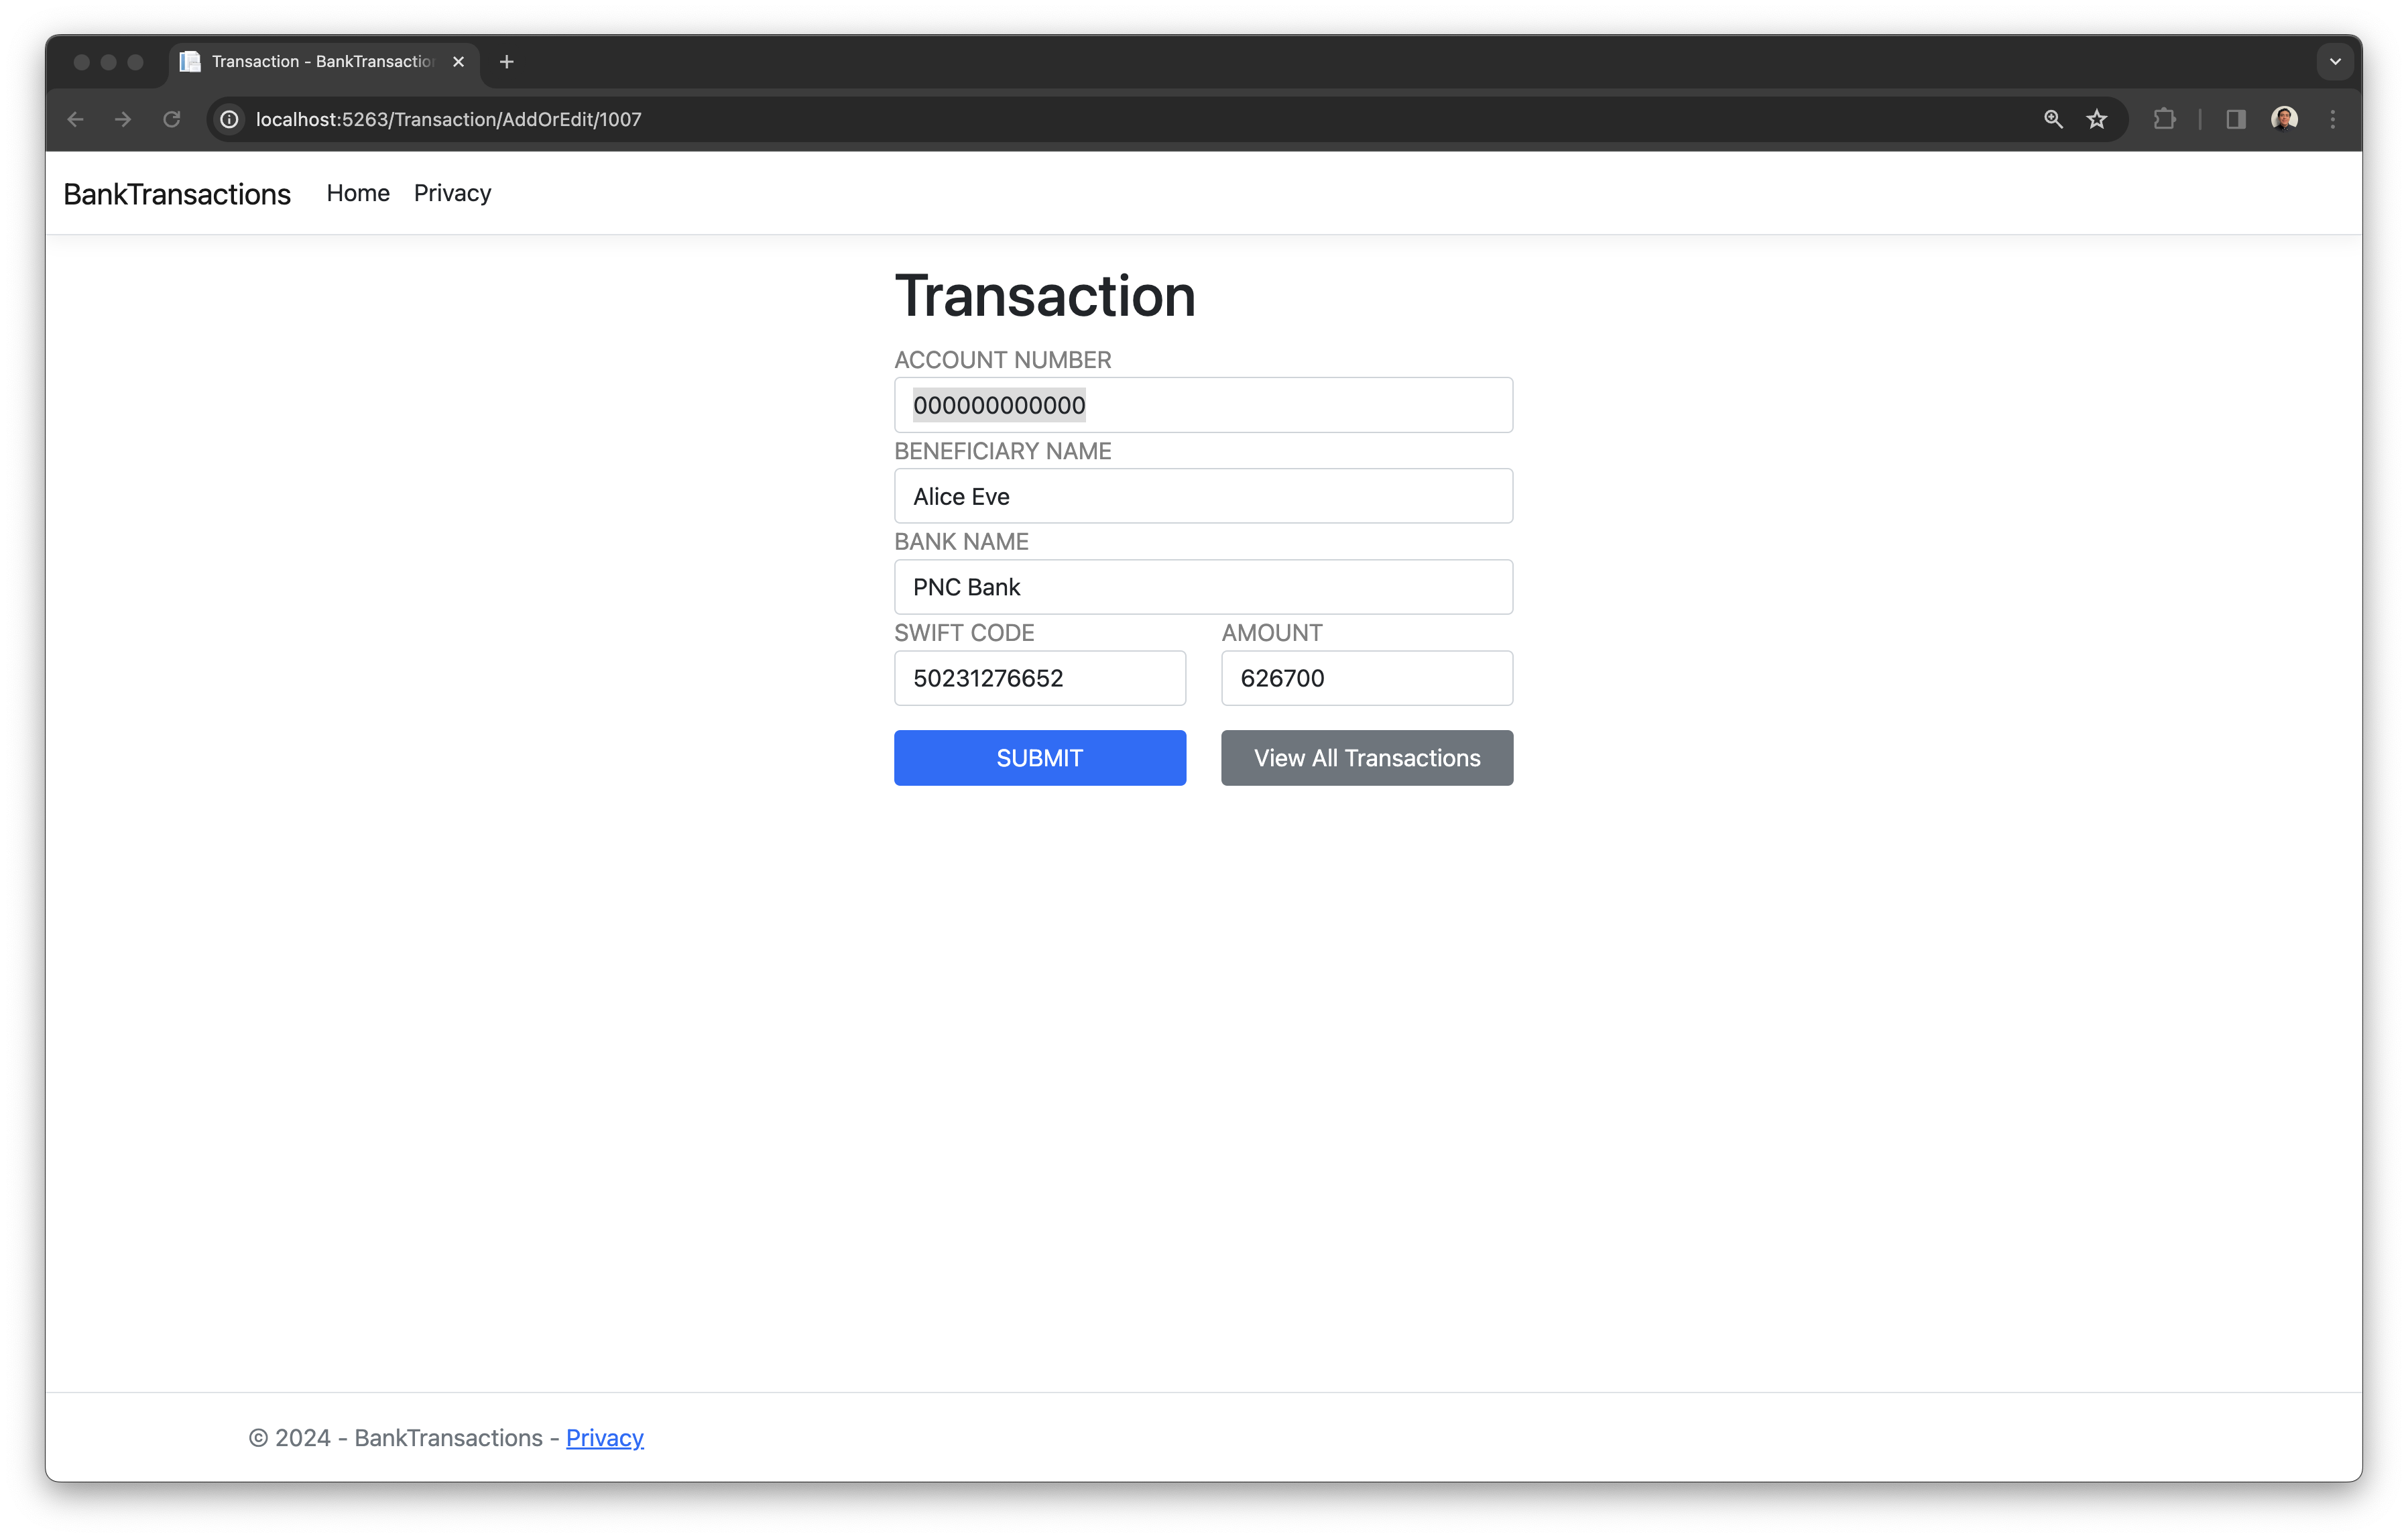 Transaction - BankTransactio
localhost:5263/Transaction/AddOrEdit/1007
BankTransactions Home Privacy
Transaction
ACCOUNT NUMBER
000000000000
BENEFICIARY NAME
Alice Eve
BANK NAME
PNC Bank
SWIFT CODE AMOUNT
50231276652 626700
SUBMIT View All Transactions
© 2024 - BankTransactions - Privacy